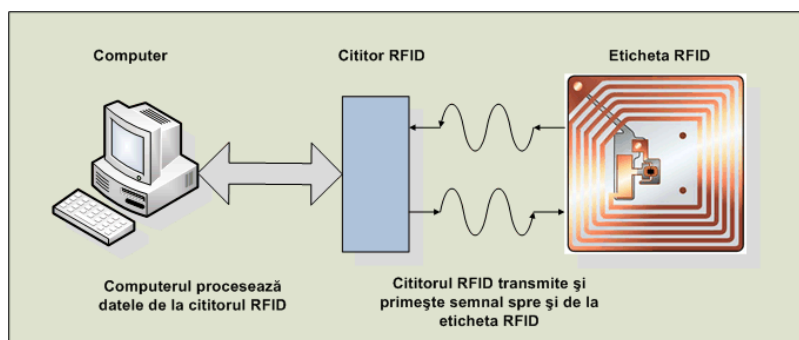 Computer
Cititor RFID
Eticheta RFID
Computerul procesează
datele de la cititorul RFID
Cititorul RFID transmite şi
primeşte semnal spre şi de la
eticheta RFID